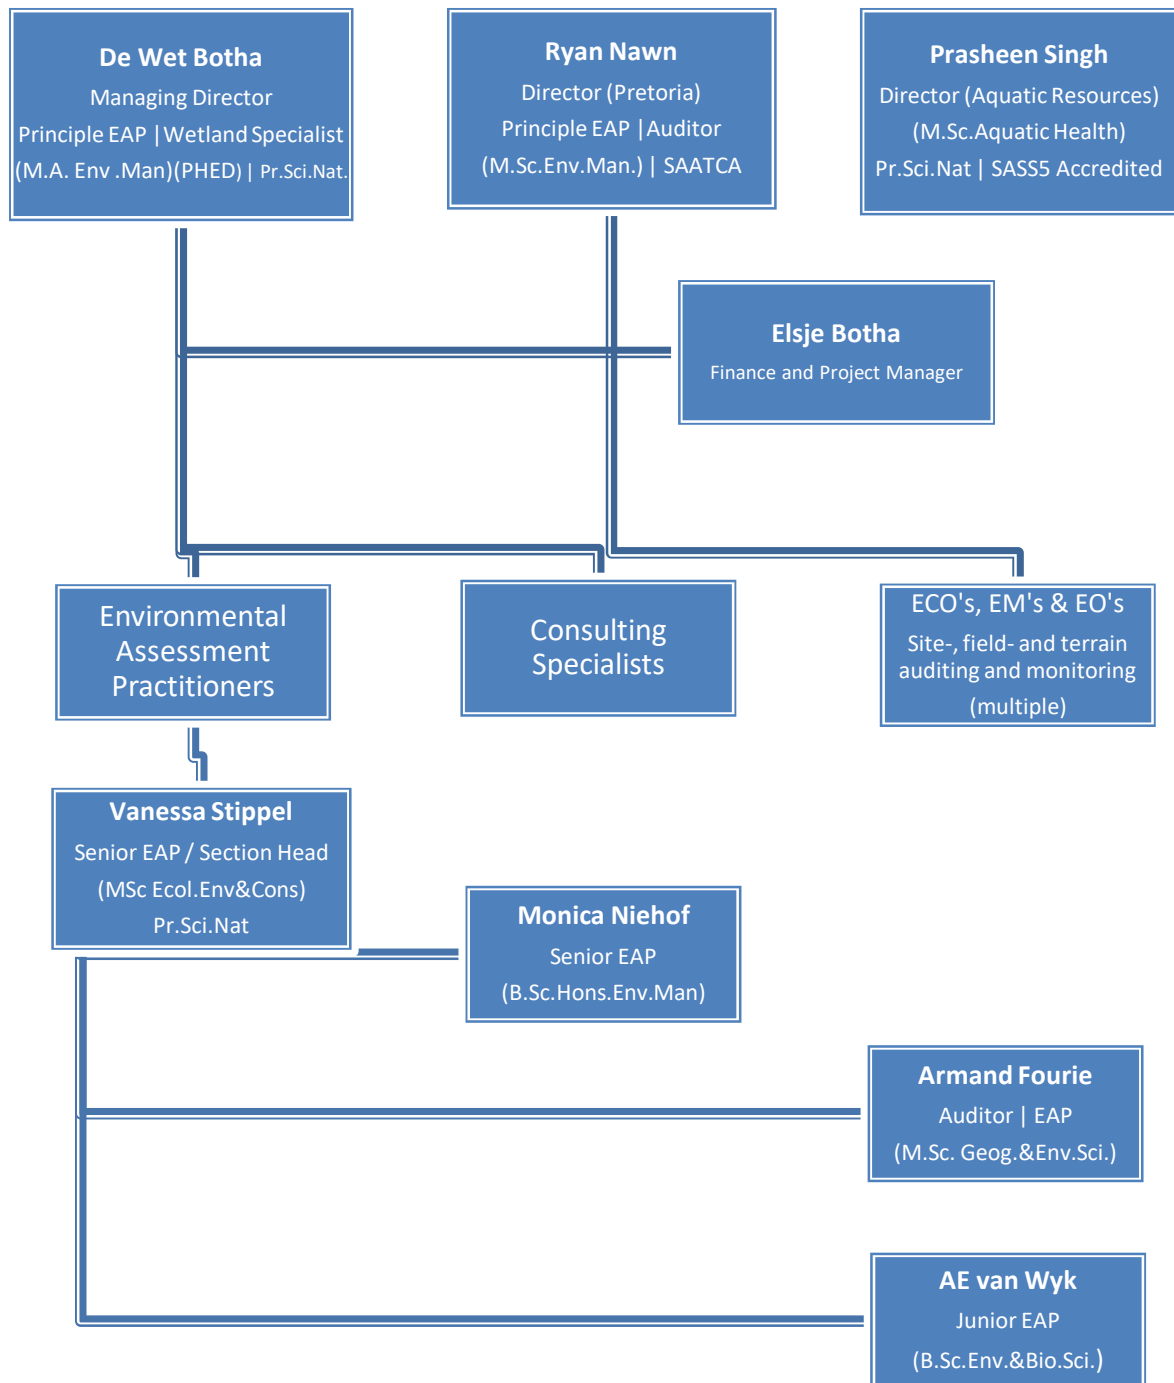 De Wet Botha
Managing Director
Principle EAP | Wetland Specialist
(M.A. Env .Man)(PHED) | Pr.Sci.Nat.
Ryan Nawn
Director (Pretoria)
Principle EAP | Auditor
(M.Sc.Env.Man.) | SAATCA
Prasheen Singh
Director (Aquatic Resources)
(M.Sc.Aquatic Health)
Pr.Sci.Nat | SASS5 Accredited
Elsje Botha
Finance and Project Manager
Environmental
Assessment
Practitioners
Consulting
Specialists
ECO's, EM's & EO's
Site-, field- and terrain
auditing and monitoring
(multiple)
Vanessa Stippel
Senior EAP / Section Head
(MSc Ecol.Env&Cons)
Pr.Sci.Nat
Monica Niehof
Senior EAP
(B.Sc.Hons.Env.Man)
Armand Fourie
Auditor | EAP
(M.Sc. Geog.&Env.Sci.)
AE van Wyk
Junior EAP
(B.Sc.Env.&Bio.Sci.)